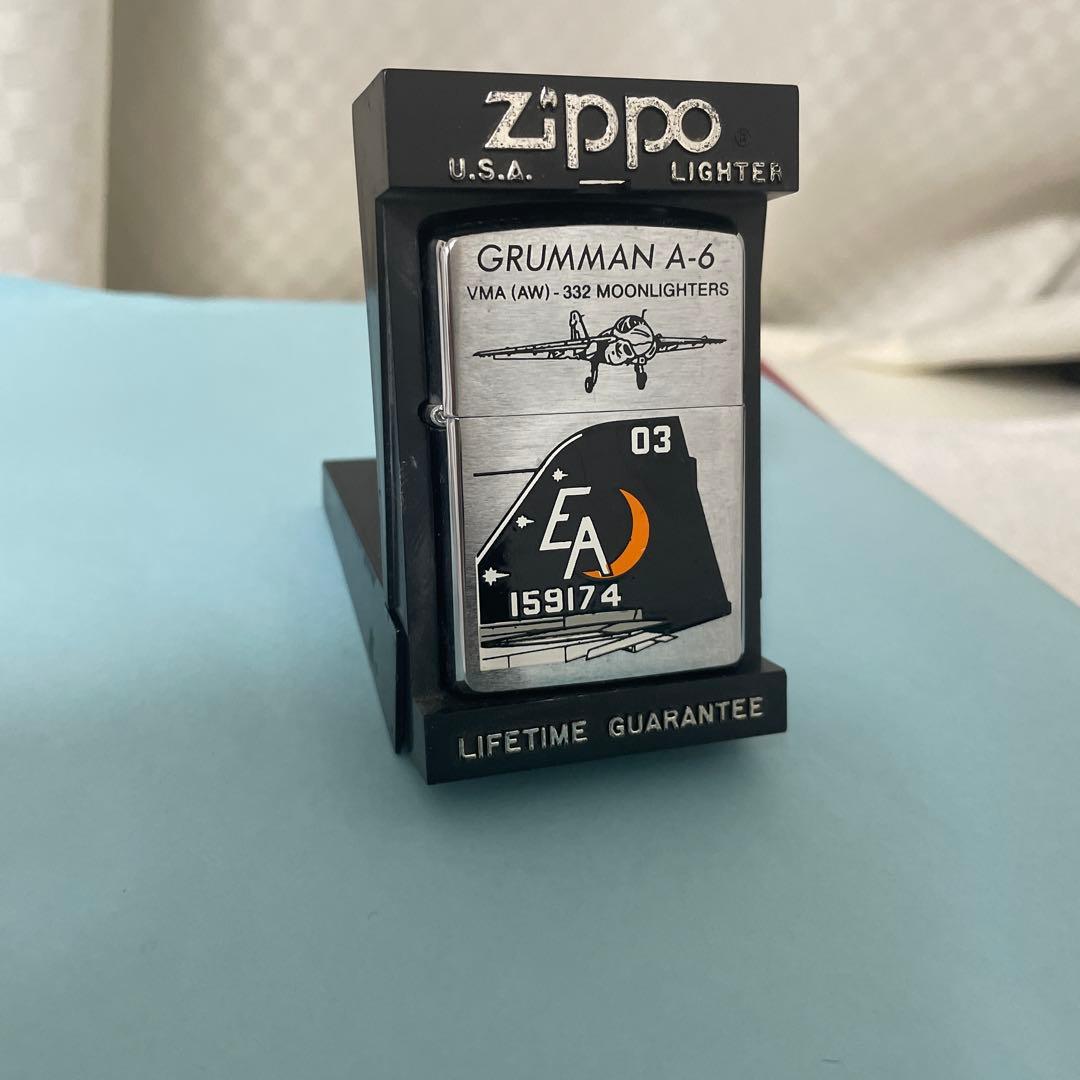 Zippo®
U.S.A. LIGHTER
GRUMMAN A-6
VMA (AW) - 332 MOONLIGHTERS
03
EA
159174
LIFETIME GUARANTEE